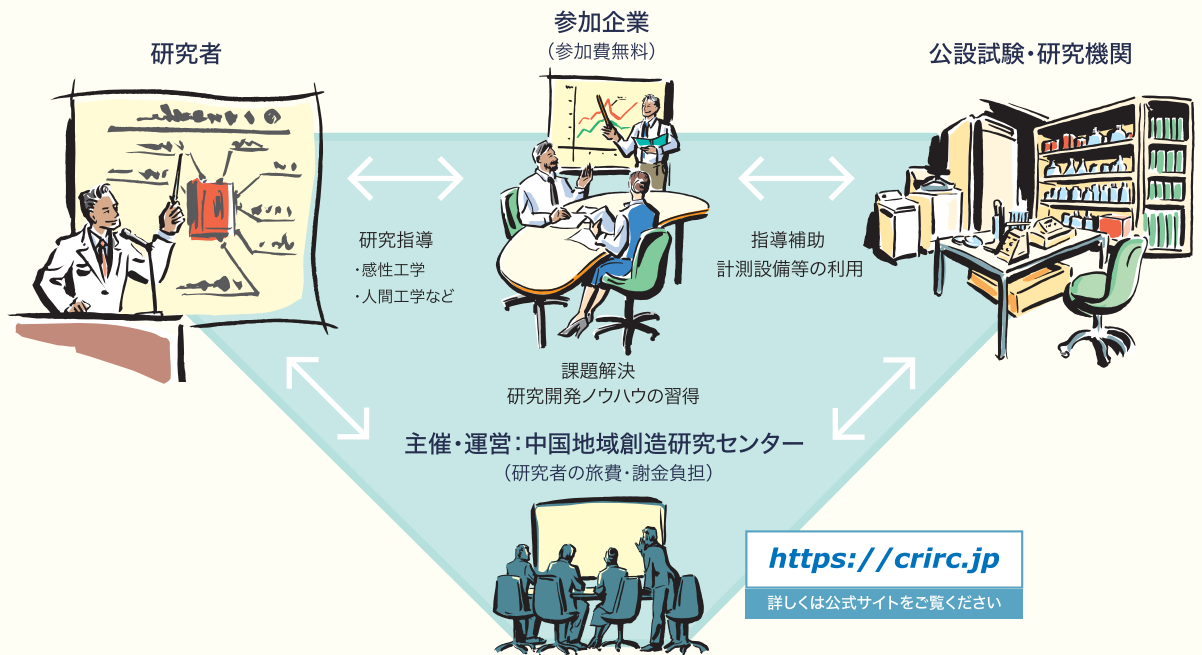 研究者
参加企業
（参加費無料）
公設試験・研究機関
研究指導
・感性工学
・人間工学など
指導補助
計測設備等の利用
課題解決
研究開発ノウハウの習得
主催・運営：中国地域創造研究センター
（研究者の旅費・謝金負担）
https://crirc.jp
詳しくは公式サイトをご覧ください